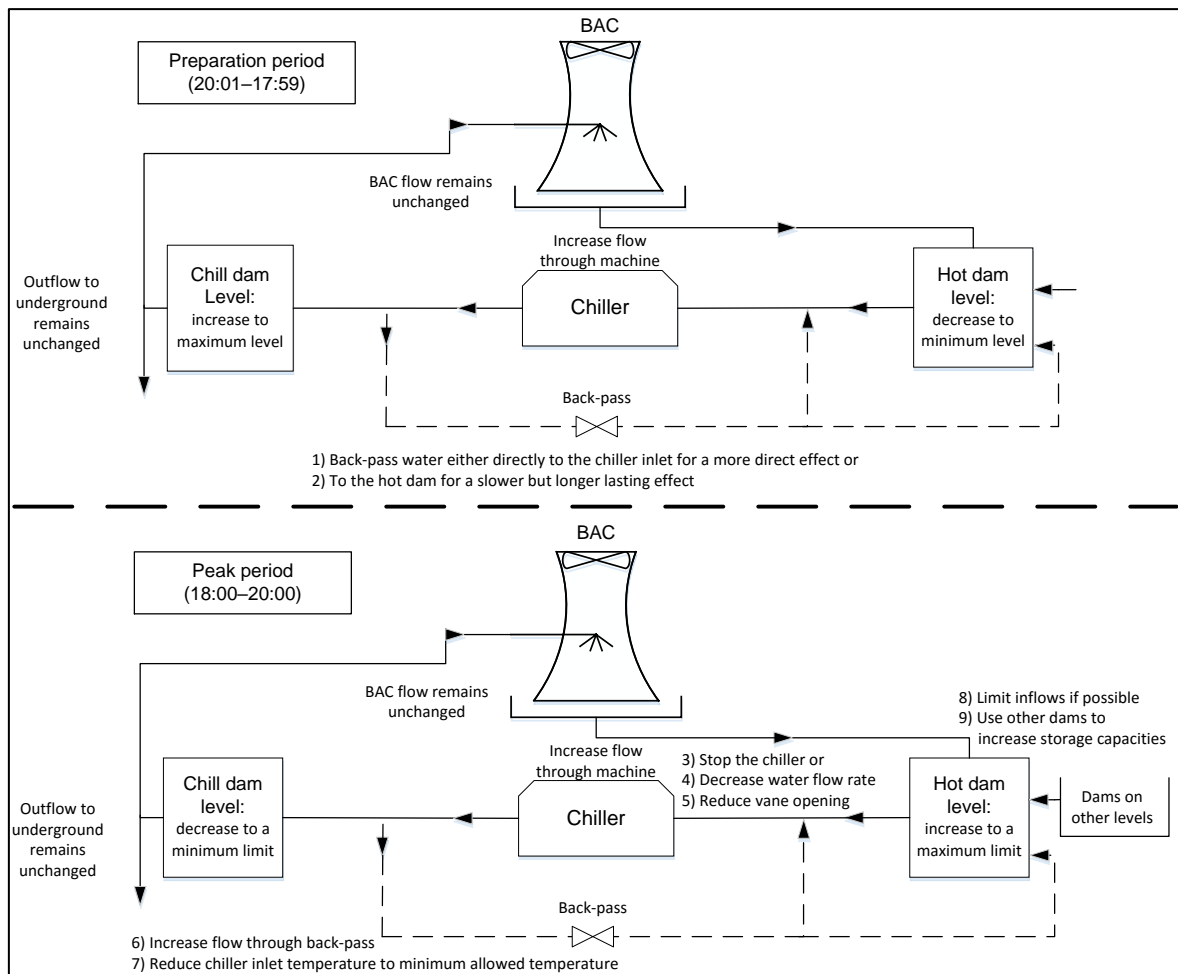 BAC
Preparation period
(20:01–17:59)
BAC flow remains
unchanged
Increase flow
through machine
Chill dam
Level:
increase to
maximum level
Chiller
Hot dam
level:
decrease to
minimum level
Outflow to
underground
remains
unchanged
Back-pass
1) Back-pass water either directly to the chiller inlet for a more direct effect or
2) To the hot dam for a slower but longer lasting effect
BAC
Peak period
(18:00–20:00)
BAC flow remains
unchanged
8) Limit inflows if possible
9) Use other dams to
increase storage capacities
Increase flow
through machine
3) Stop the chiller or
4) Decrease water flow rate
5) Reduce vane opening
Chill dam
level:
decrease to a
minimum limit
Chiller
Hot dam
level:
increase to a
maximum limit
Dams on
other levels
Outflow to
underground
remains
unchanged
Back-pass
6) Increase flow through back-pass
7) Reduce chiller inlet temperature to minimum allowed temperature